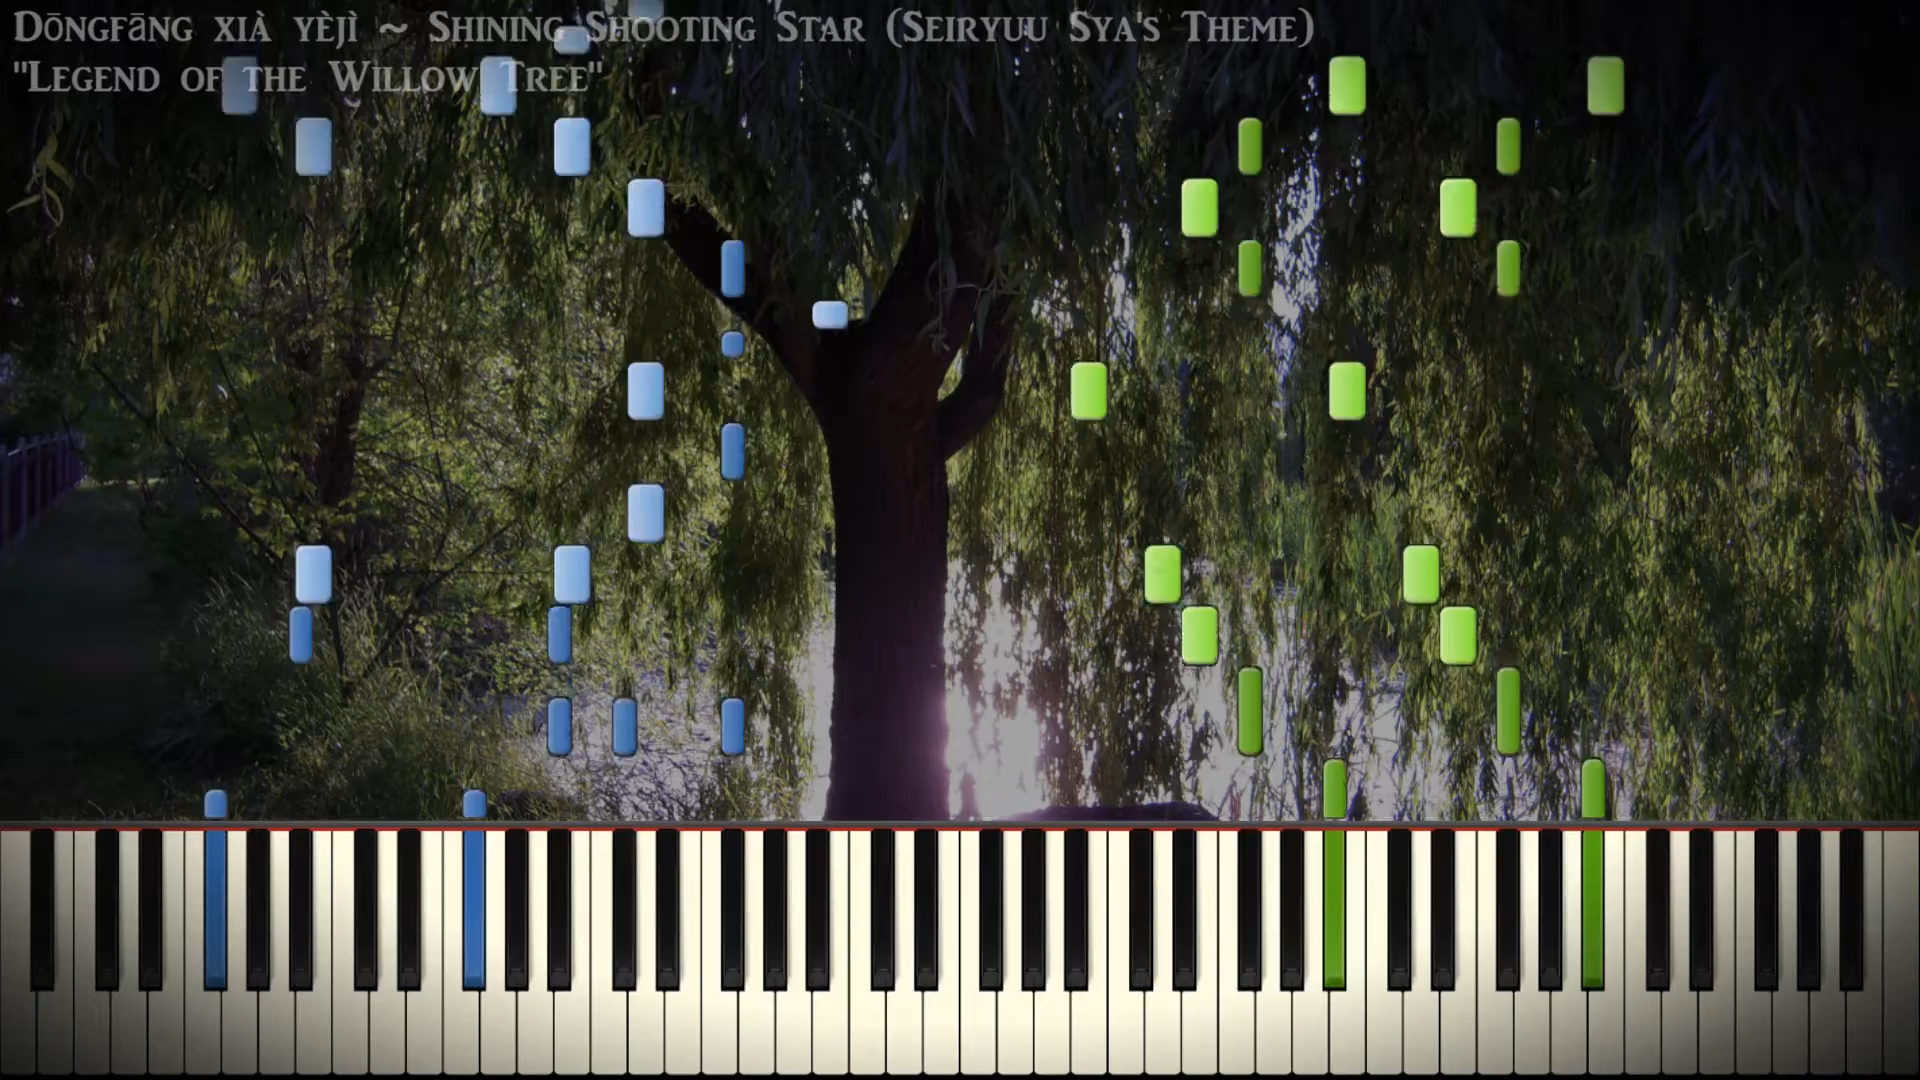 Dōngfāng xià yèjì ~ Shining Shooting Star (Seiryuu Sya's Theme)
"Legend of the Willow Tree"